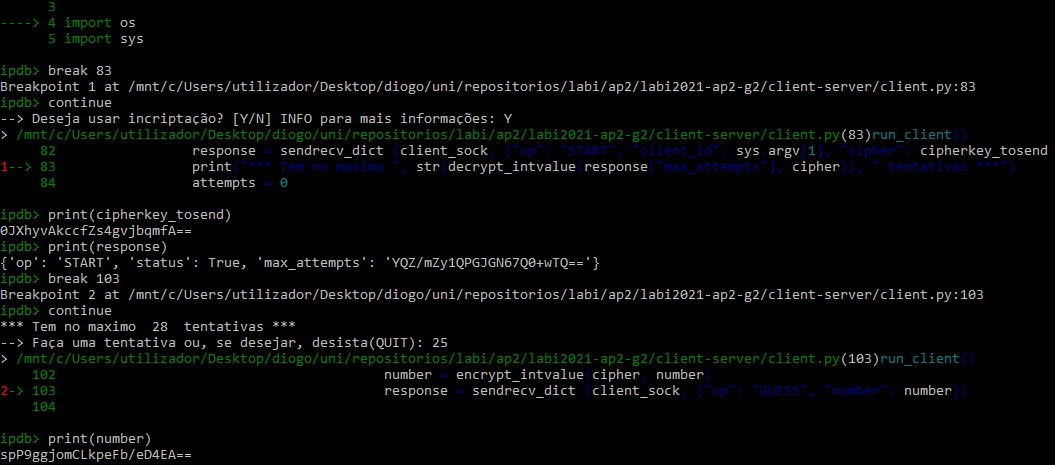 3
----> 4 import os
5 import sys
ipdb> break 83
Breakpoint 1 at /mnt/c/Users/utilizador/Desktop/diogo/uni/repositorios/labi/ap2/labi2021-ap2-g2/client-server/client.py:83
ipdb> continue
--> Deseja usar incriptação? [Y/N] INFO para mais informações: Y
> /mnt/c/Users/utilizador/Desktop/diogo/uni/repositorios/labi/ap2/labi2021-ap2-g2/client-server/client.py(83)run_client()
82 response = sendrecv_dict (client_sock, {"op": "START", "client_id": sys argv[1], "cipher": cipherkey_tosend
1--> 83 print("*** Tem no maximo ", str(decrypt_intvalue(response["max_attempts"], cipher)), " tentativas ***")
84 attempts = 0
ipdb> print(cipherkey_tosend)
0JXhyvAkccfZs4gvjbqmfA==
ipdb> print(response)
{'op': 'START', 'status': True, 'max_attempts': 'YQZ/mZy1QPGJGN67Q0+wTQ=='}
ipdb> break 103
Breakpoint 2 at /mnt/c/Users/utilizador/Desktop/diogo/uni/repositorios/labi/ap2/labi2021-ap2-g2/client-server/client.py:103
ipdb> continue
*** Tem no maximo  28  tentativas ***
--> Faça uma tentativa ou, se desejar, desista(QUIT): 25
> /mnt/c/Users/utilizador/Desktop/diogo/uni/repositorios/labi/ap2/labi2021-ap2-g2/client-server/client.py(103)run_client()
102 number = encrypt_intvalue(cipher, number)
2-> 103 response = sendrecv_dict (client_sock, {"op": "GUESS", "number": number})
104
ipdb> print(number)
spP9ggjomCLkpeFb/eD4EA==